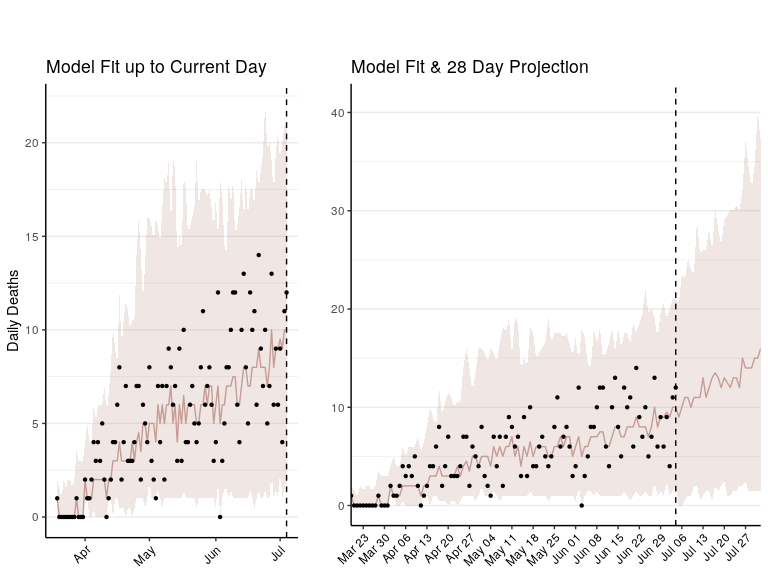 Model Fit up to Current Day
Model Fit & 28 Day Projection
Daily Deaths
20
15
10
5
0
Apr
May
Jun
Jul
40
30
20
10
0
Mar 23
Mar 30
Apr 06
Apr 13
Apr 20
Apr 27
May 04
May 11
May 18
May 25
Jun 01
Jun 08
Jun 15
Jun 22
Jun 29
Jul 06
Jul 13
Jul 20
Jul 27